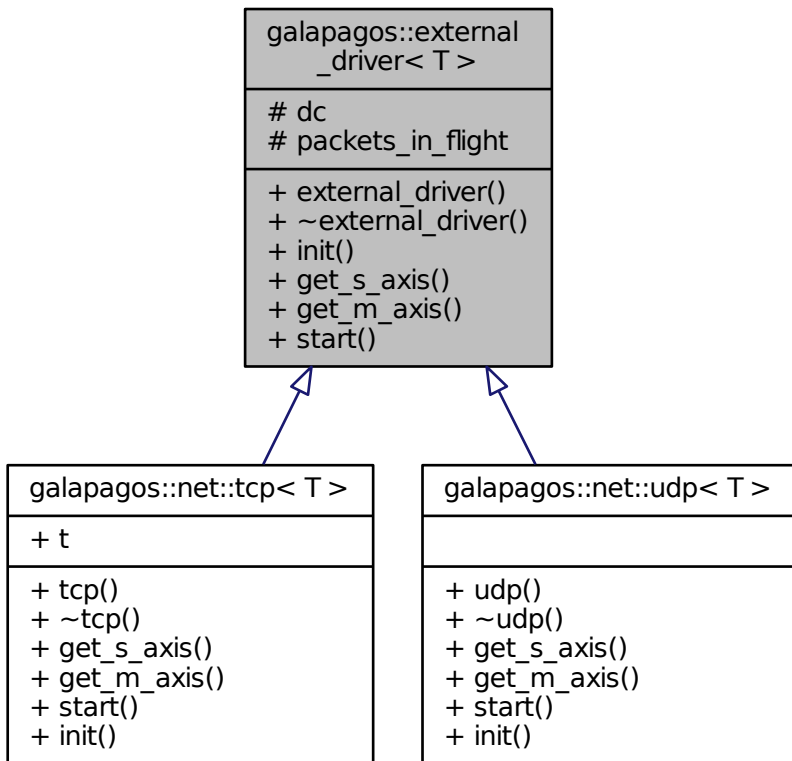 galapagos::external
_driver< T >
# dc
# packets_in_flight
+ external_driver()
+ ~external_driver()
+ init()
+ get_s_axis()
+ get_m_axis()
+ start()
galapagos::net::tcp< T >
+ t
+ tcp()
+ ~tcp()
+ get_s_axis()
+ get_m_axis()
+ start()
+ init()
galapagos::net::udp< T >
+ udp()
+ ~udp()
+ get_s_axis()
+ get_m_axis()
+ start()
+ init()